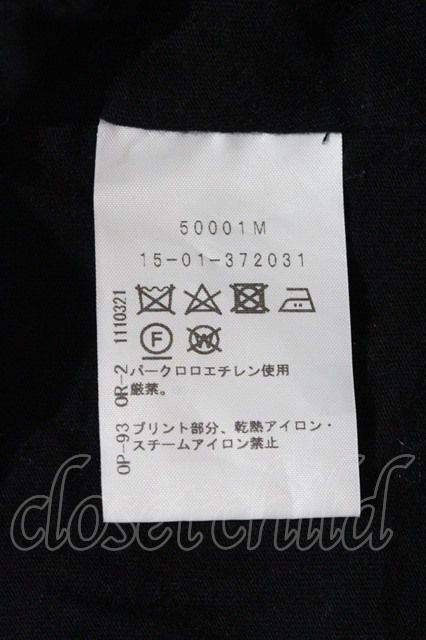 50001M
15-01-372031
F W
パークロロエチレン使用
厳禁。
プリント部分、乾熱アイロン・
スチームアイロン禁止
OP-93 OR-2 1110321
closet child